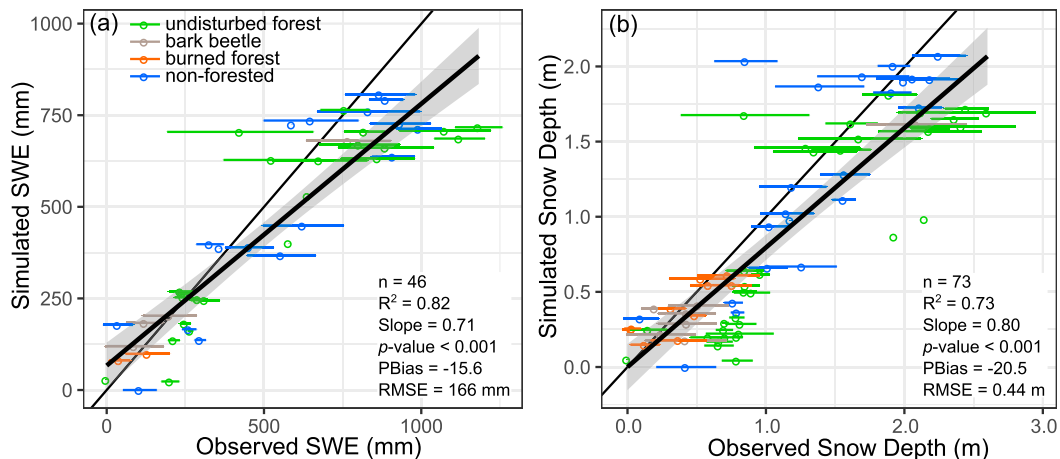 (a)
undisturbed forest
bark beetle
burned forest
non-forested
Simulated SWE (mm)
1000
750
500
250
0
n = 46
R² = 0.82
Slope = 0.71
p-value < 0.001
PBias = -15.6
RMSE = 166 mm
0
500
1000
Observed SWE (mm)
(b)
Simulated Snow Depth (m)
2.0
1.5
1.0
0.5
0.0
n = 73
R² = 0.73
Slope = 0.80
p-value < 0.001
PBias = -20.5
RMSE = 0.44 m
0.0
1.0
2.0
3.0
Observed Snow Depth (m)